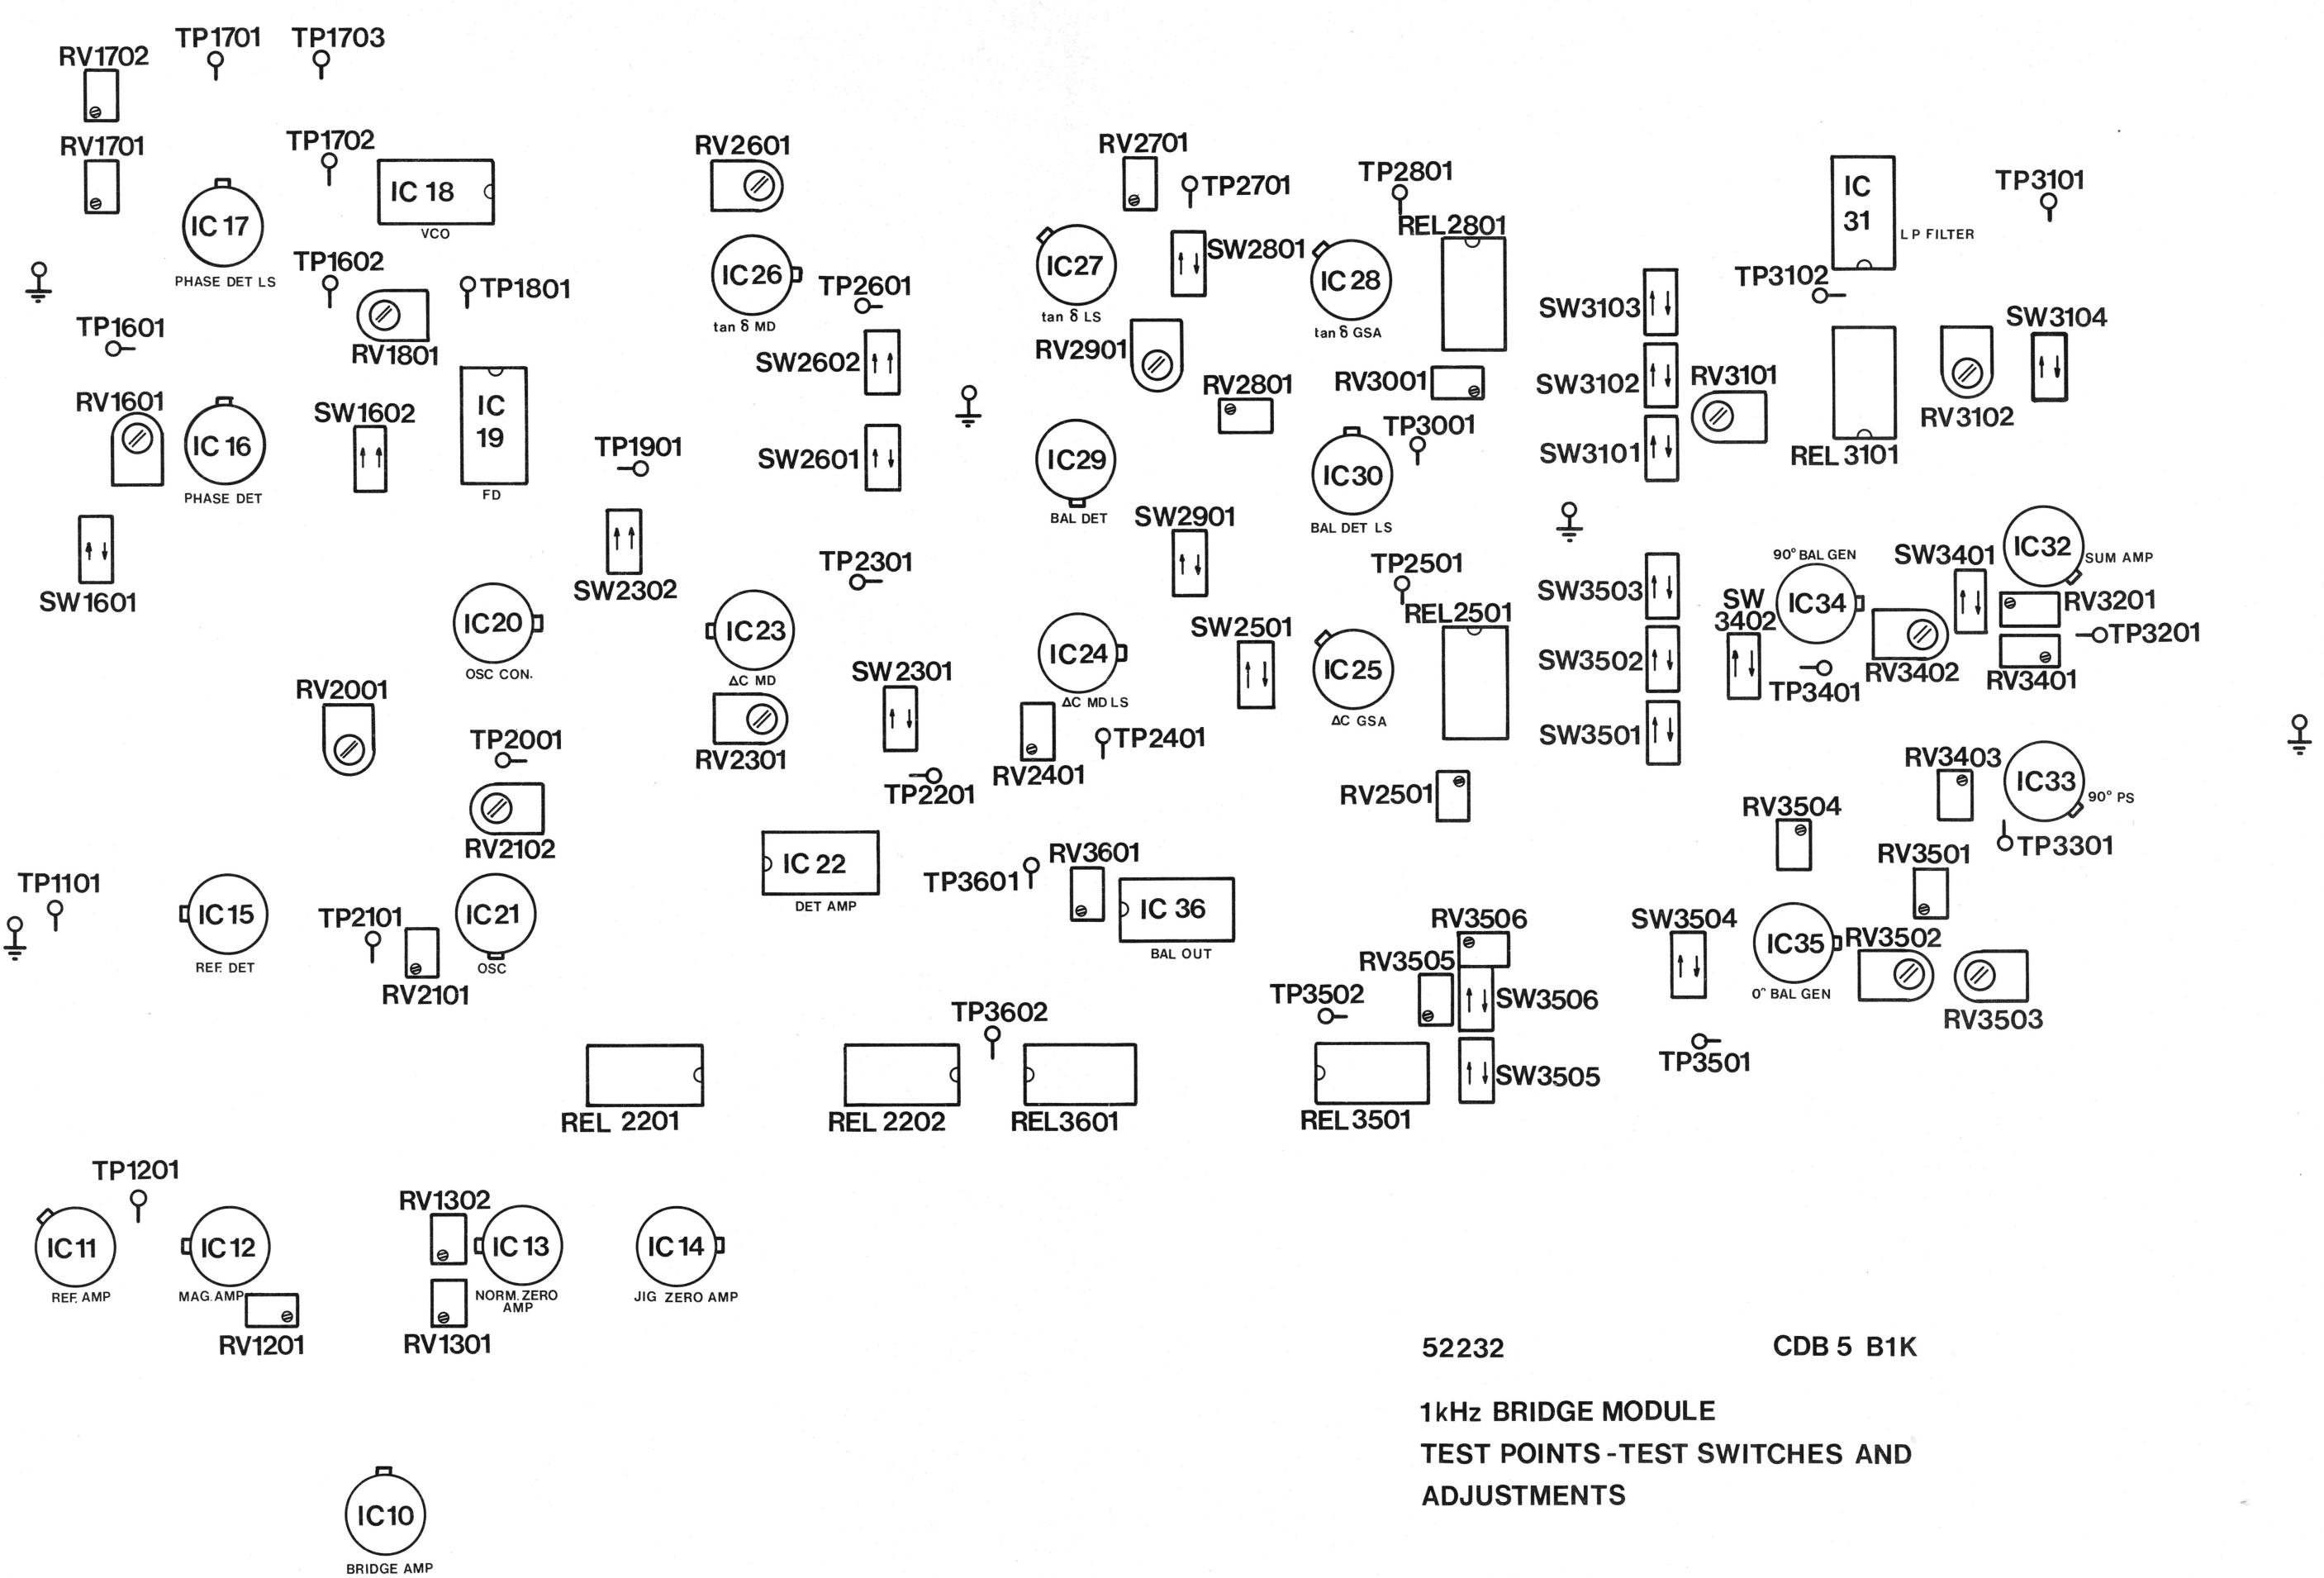 TP1701
TP1703
RV1702
TP1702
RV1701
RV2601
RV2701
TP2801
TP2701
TP3101
IC 18
VCO
IC 17
PHASE DET LS
REL2801
IC
31
LP FILTER
SW2801
IC27
tan δ LS
IC 28
tan δ GSA
TP1602
TP1801
IC26
tan δ MD
TP2601
TP3102
SW3103
SW3104
TP1601
RV1801
SW2602
RV2901
RV2801
RV3001
SW3102
RV3101
RV3102
RV1601
SW1602
IC
19
FD
IC 16
PHASE DET
TP1901
SW2601
IC29
BAL DET
TP3001
IC30
BAL DET LS
SW3101
REL 3101
SW2901
SW1601
SW2302
TP2301
TP2501
90° BAL GEN
SW3401
IC32
SUM AMP
SW3503
SW
3402
IC34
RV3201
REL2501
TP3201
IC20
OSC CON.
IC23
ΔC MD
SW2501
IC24
ΔC MD LS
IC25
ΔC GSA
SW3502
RV3402
RV3401
TP3401
SW2301
RV2001
TP2001
RV2301
TP2401
SW3501
RV2401
TP2201
RV2501
RV3403
IC33
90° PS
RV3504
RV2102
TP3301
RV3501
RV3601
IC 22
DET AMP
TP3601
IC 36
BAL OUT
TP1101
IC15
REF. DET
TP2101
IC21
OSC
RV2101
RV3506
SW3504
IC35
0° BAL GEN
RV3502
RV3505
TP3502
SW3506
RV3503
TP3602
TP3501
SW3505
REL 2201
REL 2202
REL3601
REL3501
TP1201
RV1302
IC11
REF. AMP
IC12
MAG. AMP
IC 13
NORM. ZERO
AMP
IC 14
JIG ZERO AMP
RV1201
RV1301
52232
CDB 5 B1K
1kHz BRIDGE MODULE
TEST POINTS - TEST SWITCHES AND
ADJUSTMENTS
IC10
BRIDGE AMP